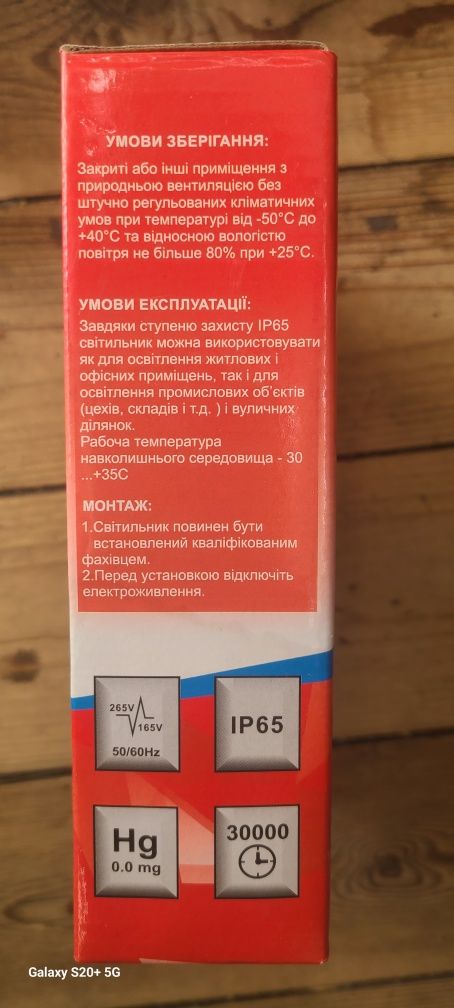 УМОВИ ЗБЕРІГАННЯ:
Закриті або інші приміщення з
природньою вентиляцією без
штучно регульованих кліматичних
умов при температурі від -50°С до
+40°С та відносною вологістю
повітря не більше 80% при +25°С.
УМОВИ ЕКСПЛУАТАЦІЇ:
Завдяки ступеню захисту IP65
світильник можна використовувати
як для освітлення житлових і
офісних приміщень, так і для
освітлення промислових об'єктів
(цехів, складів і т.д. ) і вуличних
ділянок.
Рабоча температура
навколишнього середовища - 30
...+35С
МОНТАЖ:
1.Світильник повинен бути
встановлений кваліфікованим
фахівцем.
2.Перед установкою відключіть
електроживлення.
265V
165V
50/60Hz
IP65
Hg
0.0 mg
30000
Galaxy S20+ 5G